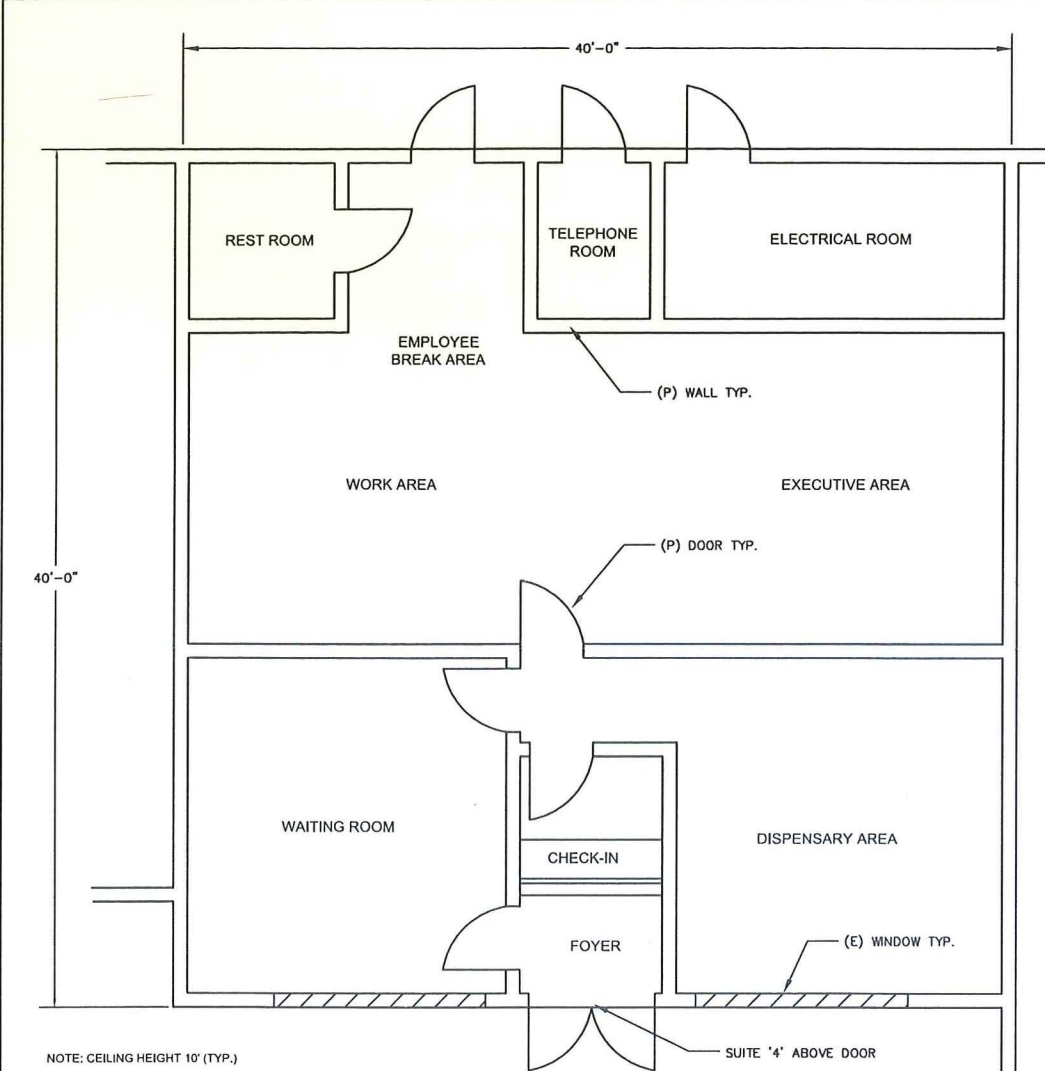 40'-0"
REST ROOM
TELEPHONE
ROOM
ELECTRICAL ROOM
EMPLOYEE
BREAK AREA
(P) WALL TYP.
WORK AREA
EXECUTIVE AREA
(P) DOOR TYP.
40'-0"
WAITING ROOM
DISPENSARY AREA
CHECK-IN
FOYER
(E) WINDOW TYP.
NOTE: CEILING HEIGHT 10' (TYP.)
SUITE '4' ABOVE DOOR